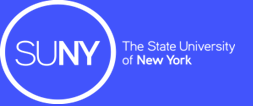 SUNY
The State University
of New York